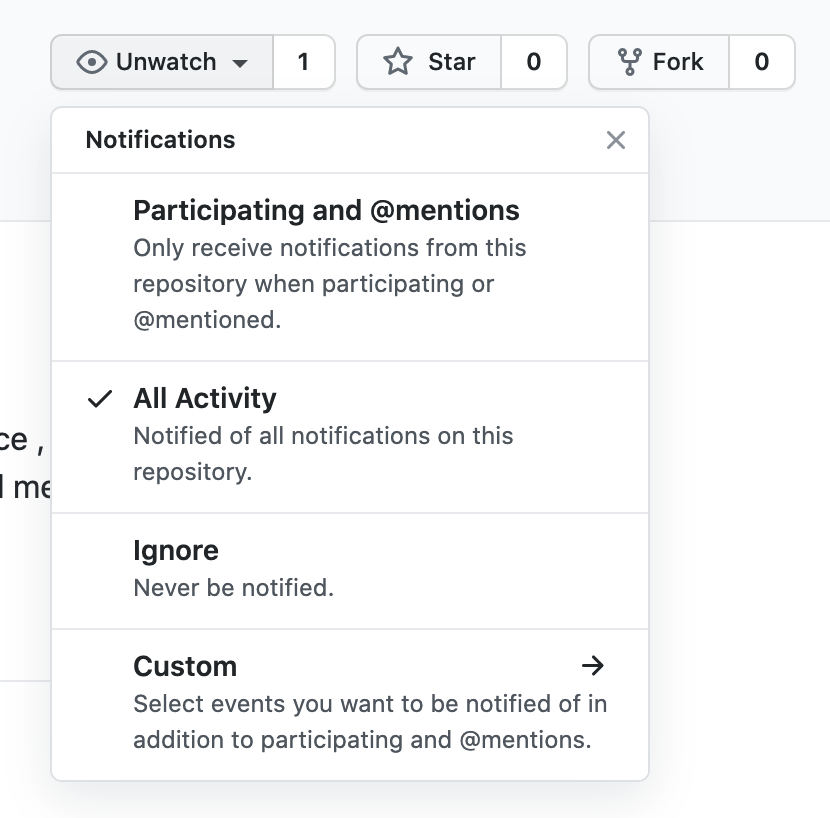 Unwatch 1 Star 0 Fork 0
Notifications
Participating and @mentions
Only receive notifications from this
repository when participating or
@mentioned.
All Activity
Notified of all notifications on this
repository.
Ignore
Never be notified.
Custom
Select events you want to be notified of in
addition to participating and @mentions.
ce ,